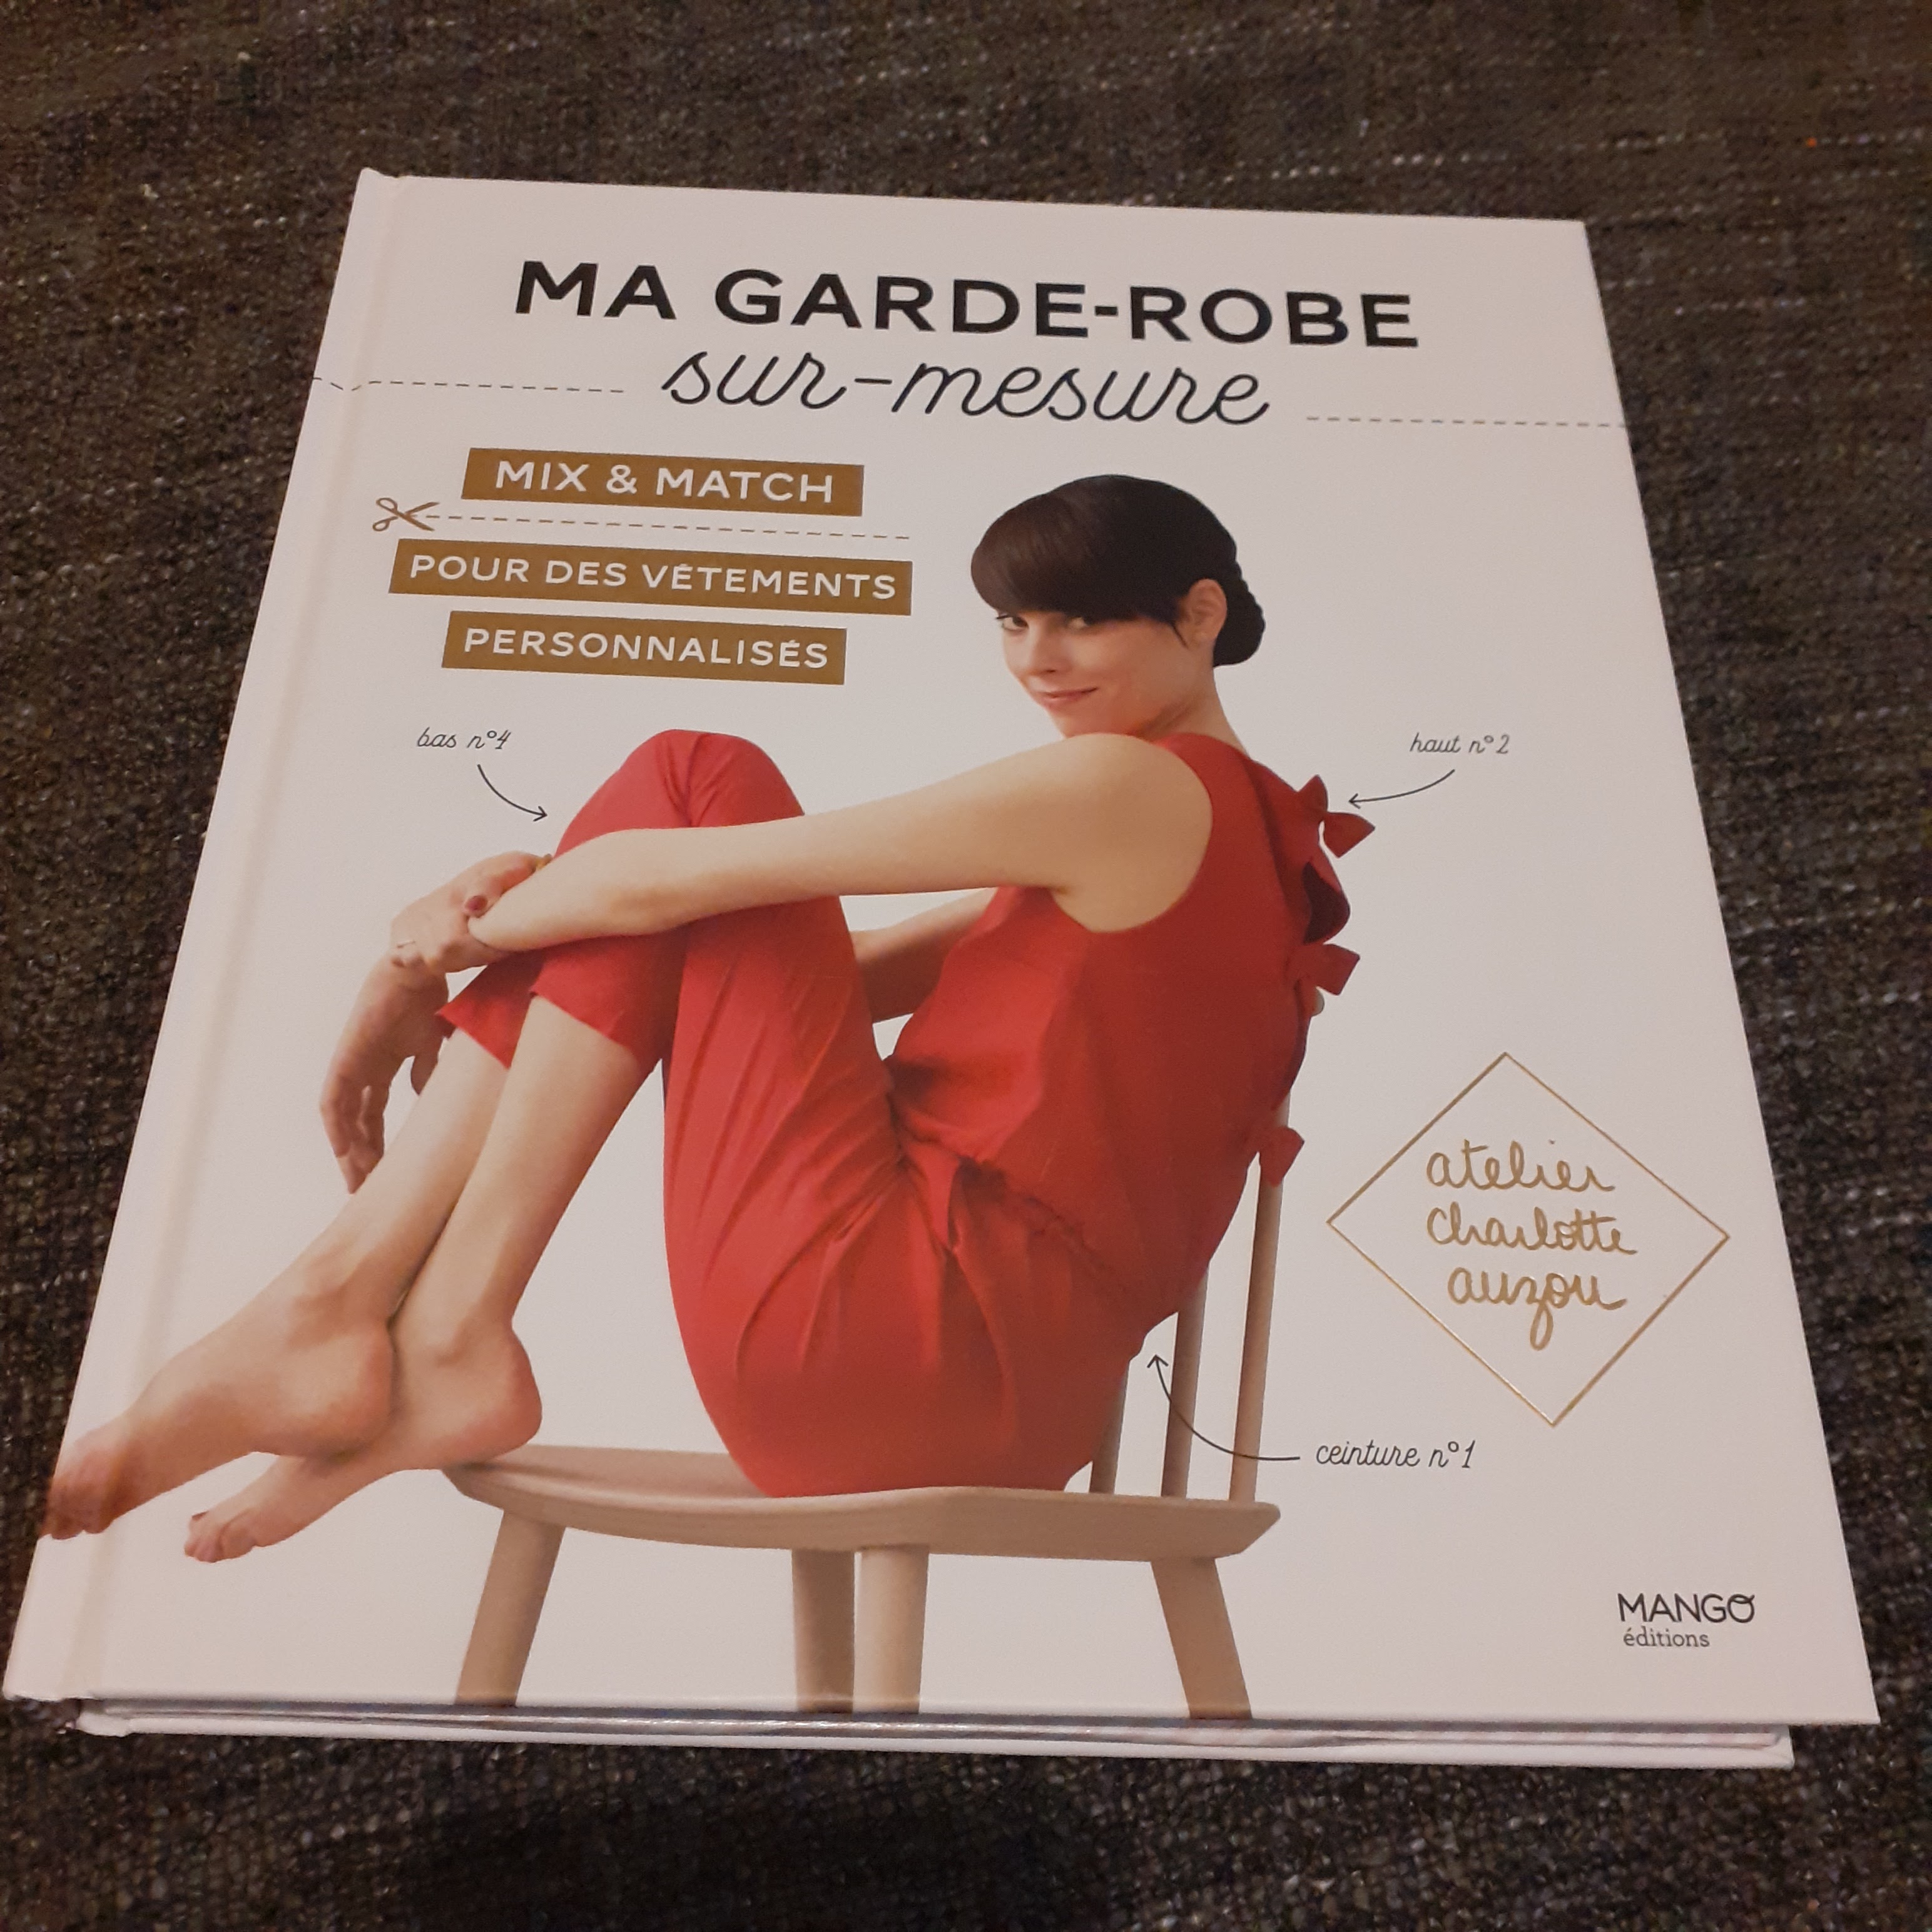 MA GARDE-ROBE
sur-mesure
MIX & MATCH
POUR DES VÊTEMENTS
PERSONNALISÉS
bas n°4
haut n°2
atelier
charlotte
auzou
ceinture n°1
MANGO
éditions